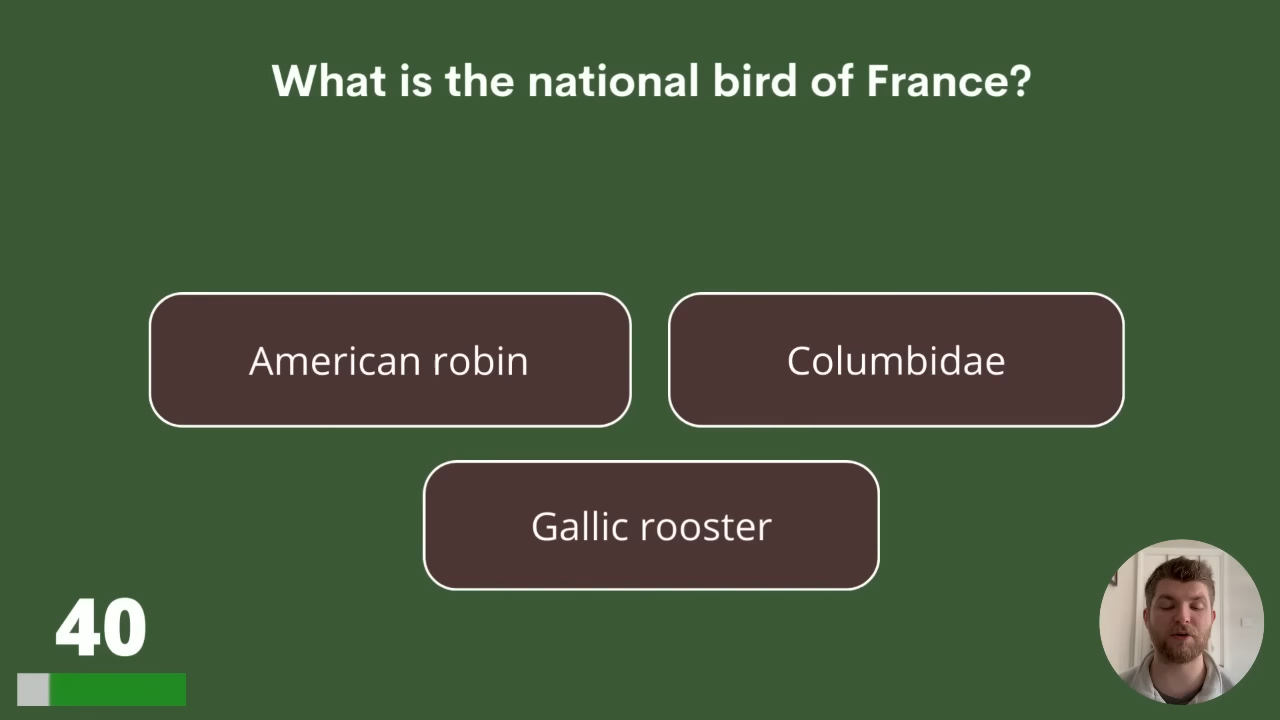 What is the national bird of France?
American robin
Columbidae
Gallic rooster
40